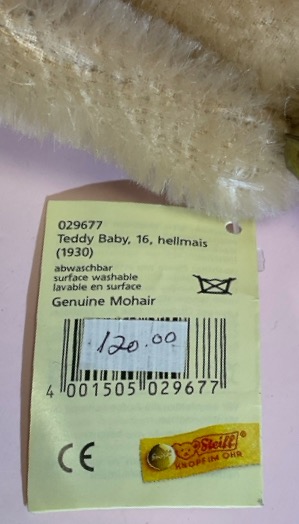 029677
Teddy Baby, 16, hellmais
(1930)
abwaschbar
surface washable
lavable en surface
Genuine Mohair
120.00
4 001505 029677
CE
Steiff®
KNOPF IM OHR